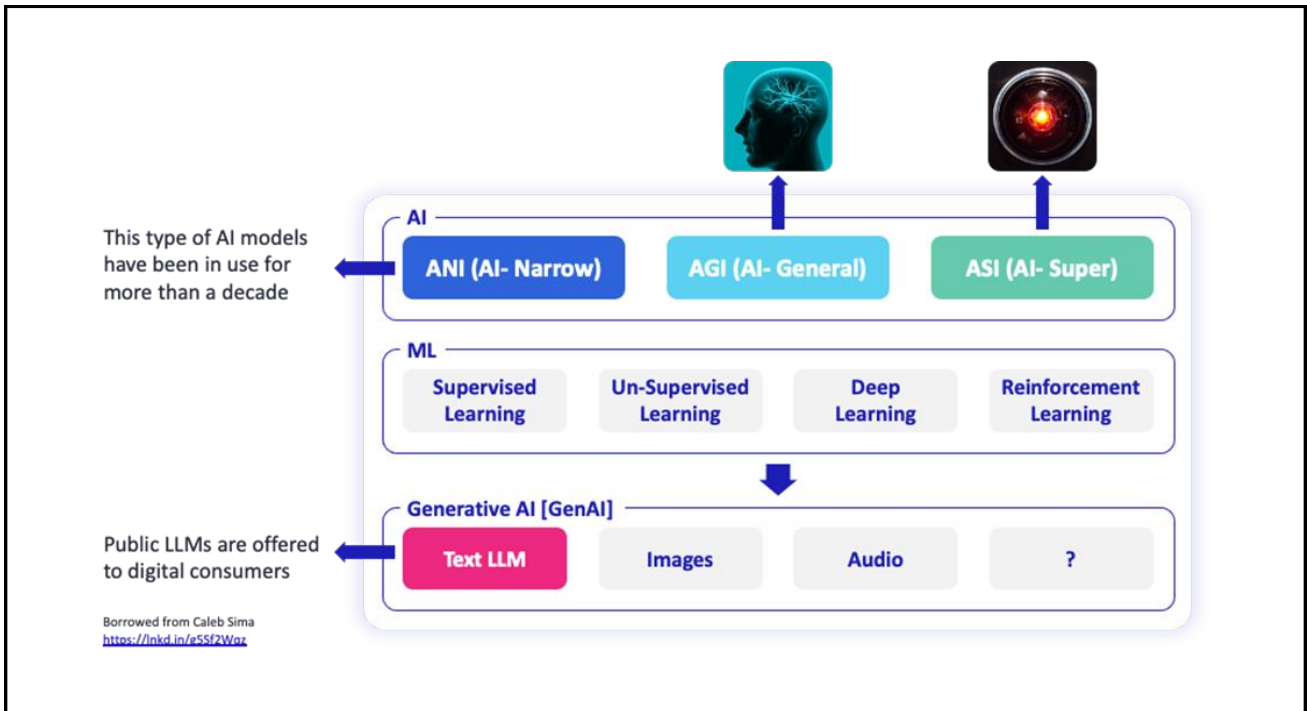 AI
This type of AI models
have been in use for
more than a decade
ANI (AI- Narrow)
AGI (AI- General)
ASI (AI- Super)
ML
Supervised
Learning
Un-Supervised
Learning
Deep
Learning
Reinforcement
Learning
Generative AI [GenAI]
Public LLMs are offered
to digital consumers
Text LLM
Images
Audio
?
Borrowed from Caleb Sima
https://lnkd.in/g5Sf2Wqz